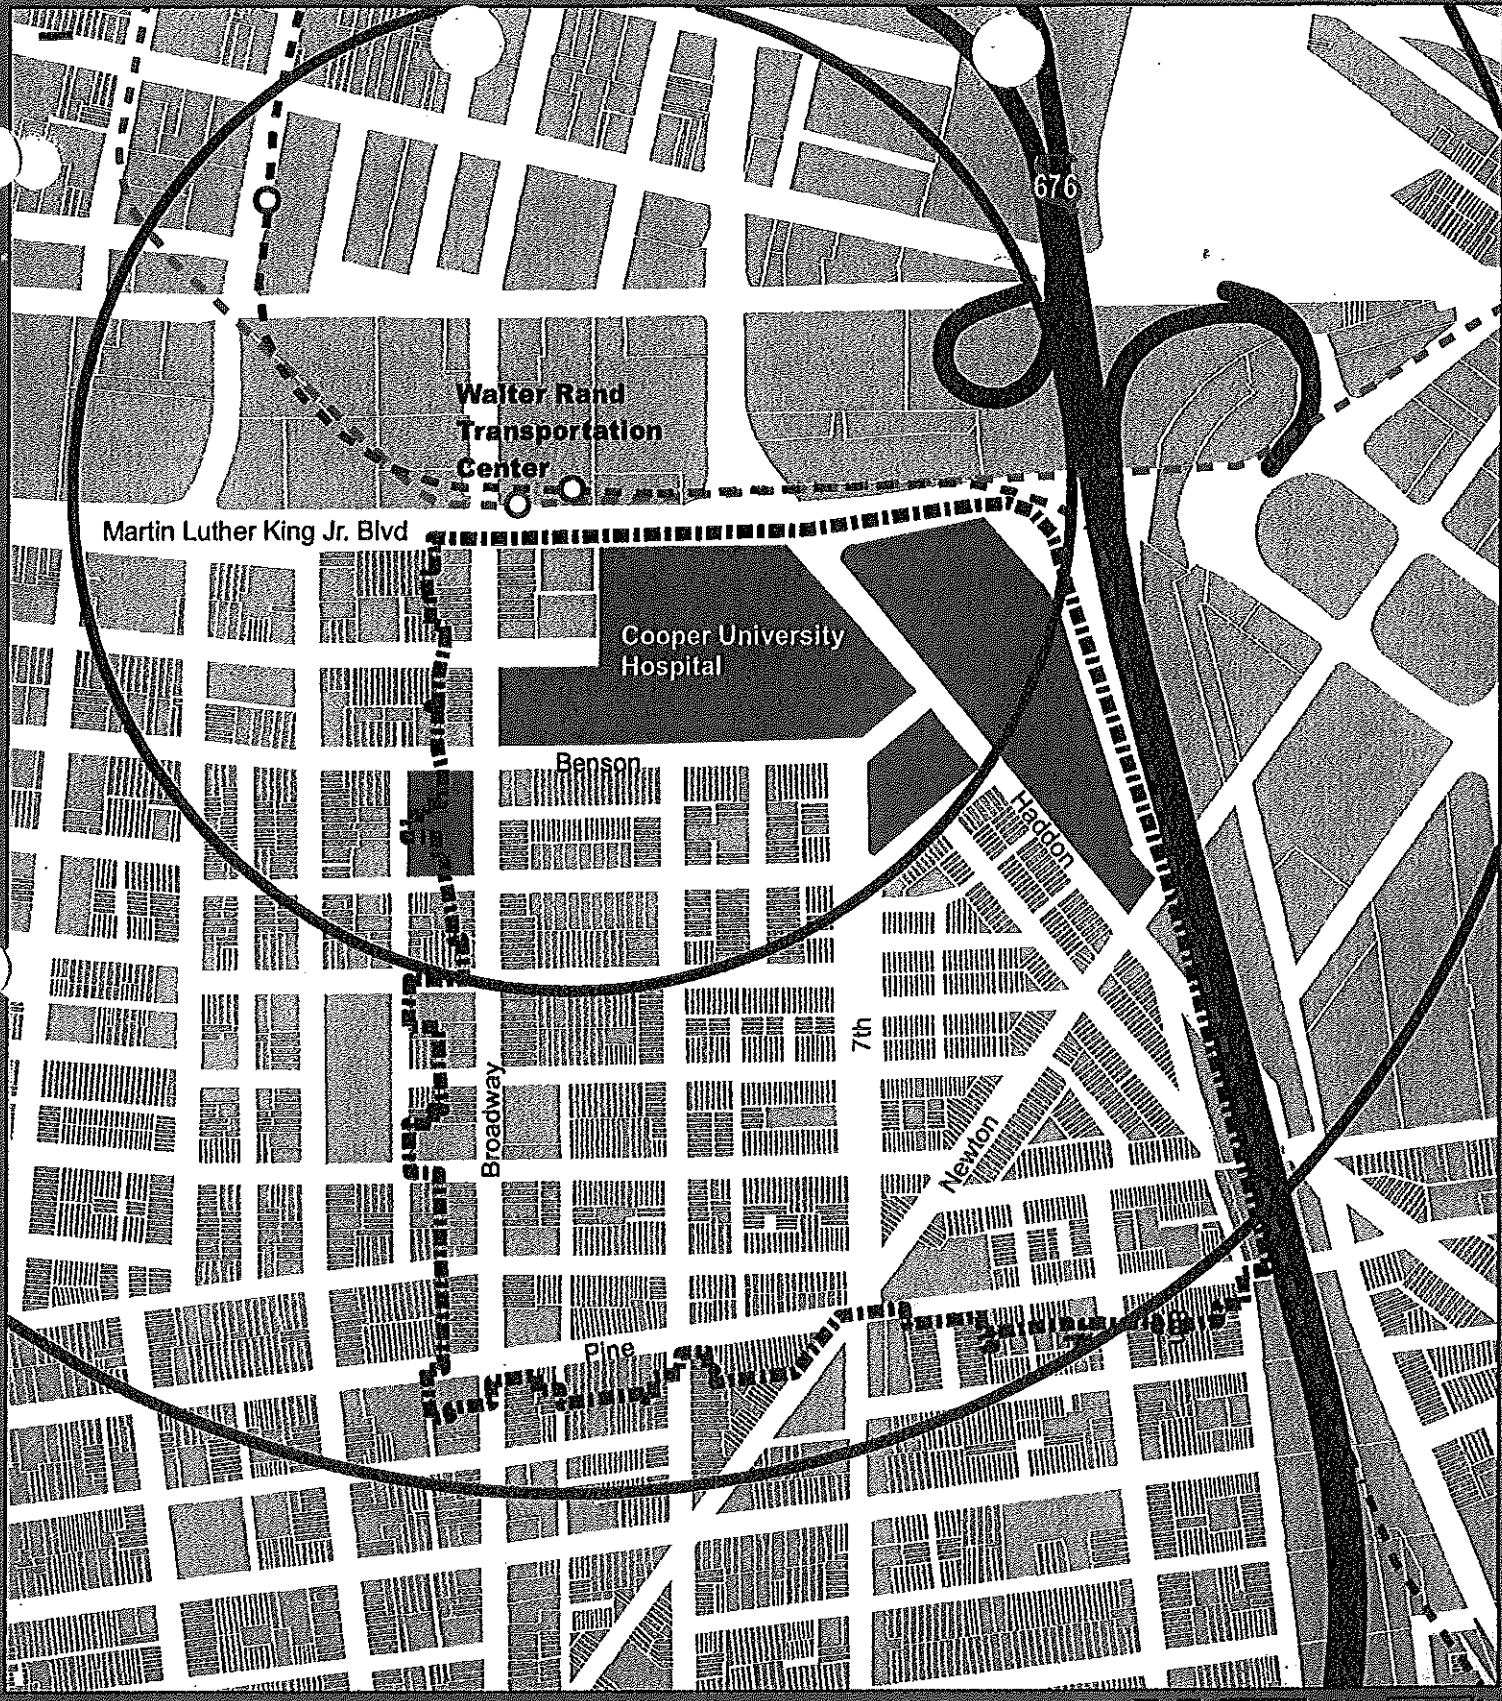 676
Walter Rand
Transportation
Center
Martin Luther King Jr. Blvd
Cooper University
Hospital
Benson
Haddon
7th
Broadway
Newton
Pine